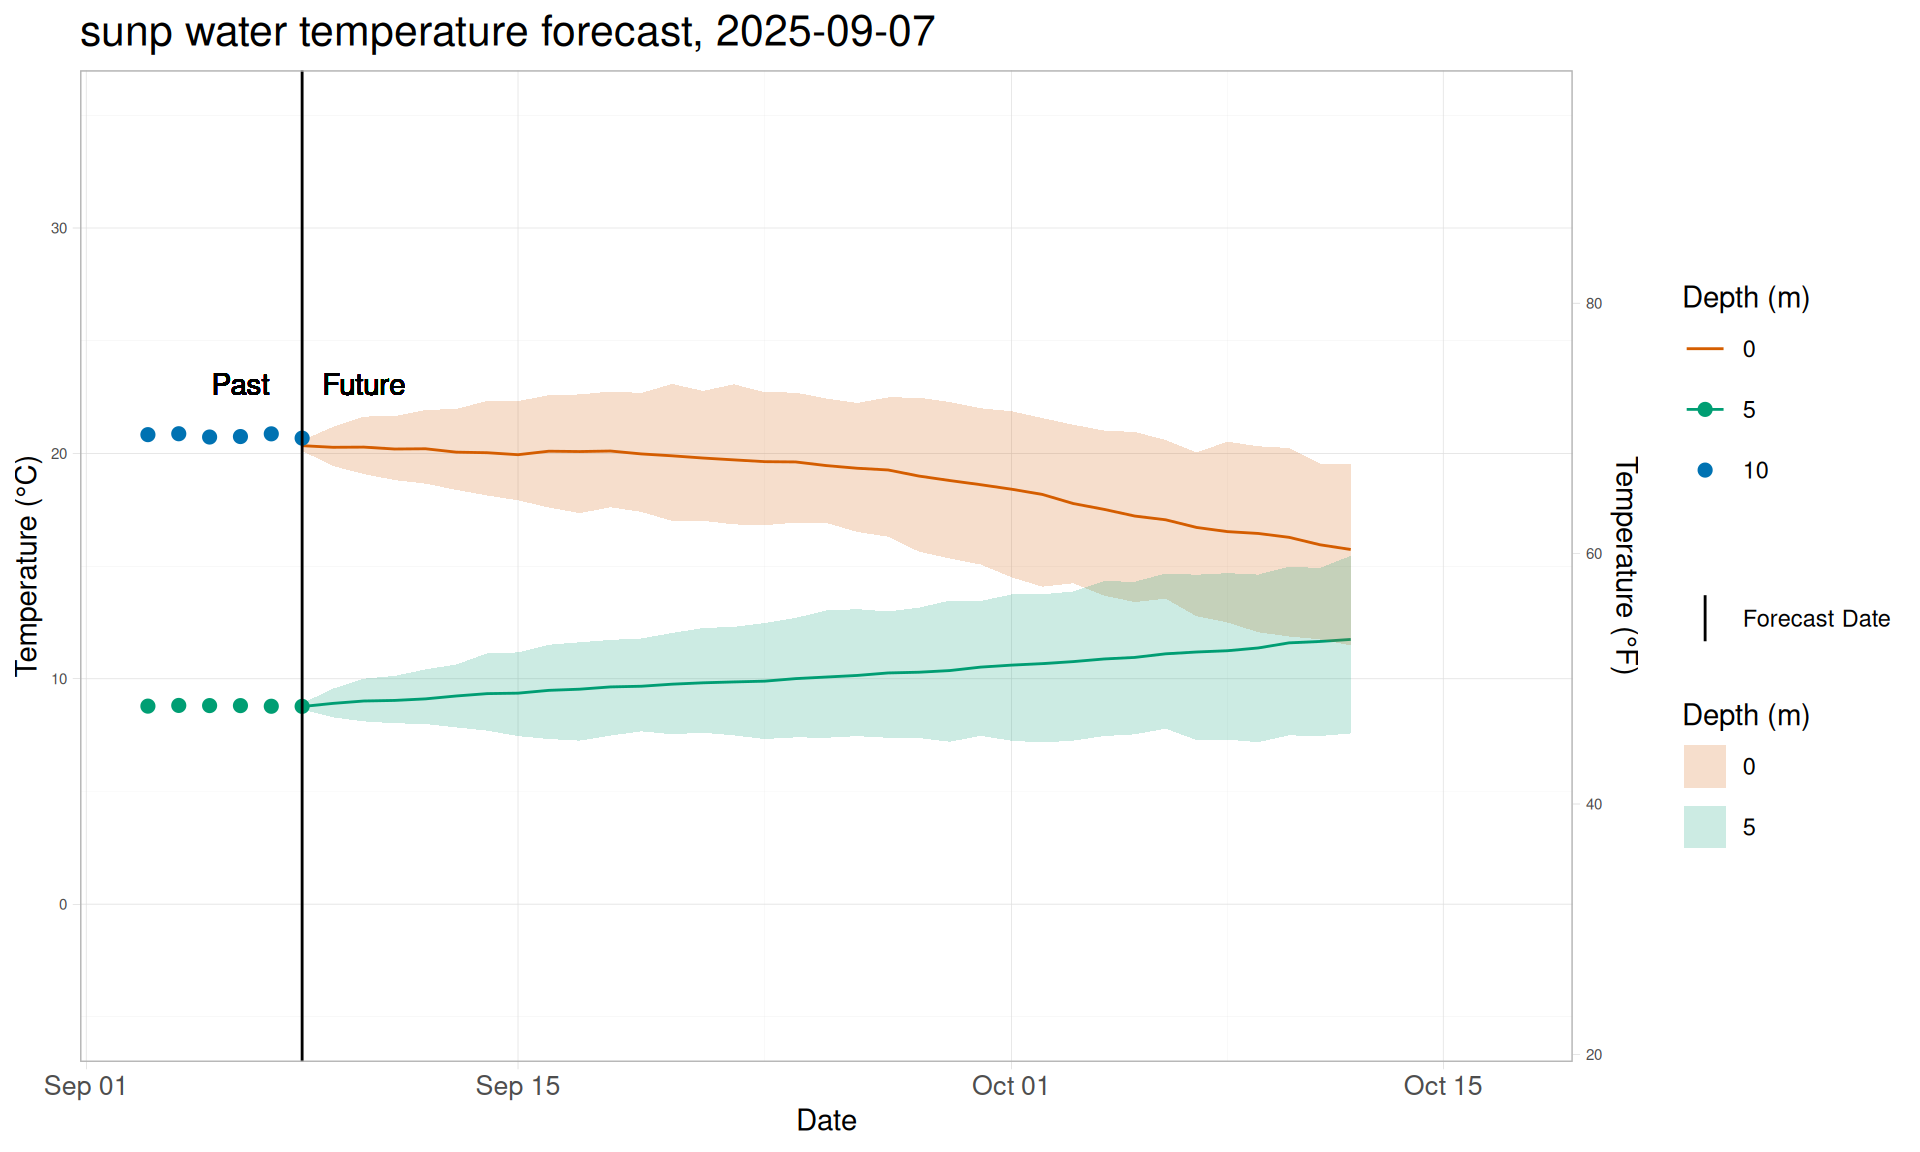 sunp water temperature forecast, 2025-09-07
Past
Future
30
20
10
0
Temperature (°C)
80
60
40
20
Temperature (°F)
Sep 01
Sep 15
Oct 01
Oct 15
Date
Depth (m)
0
5
10
Forecast Date
Depth (m)
0
5